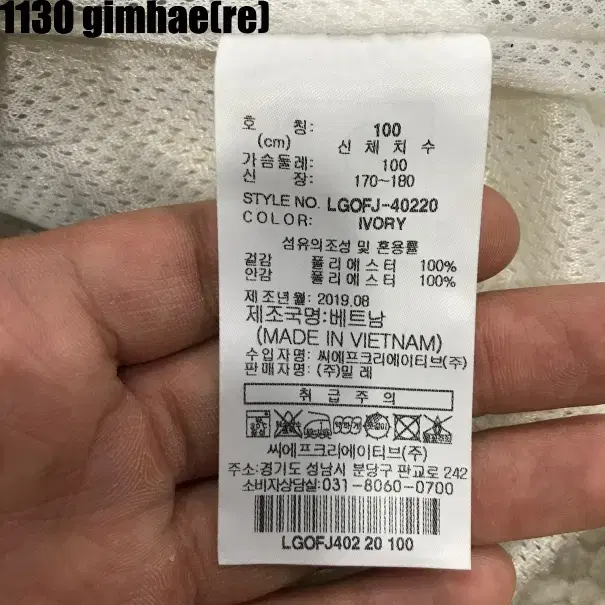 1130 gimhae(re)
호 칭: 100
(cm) 신 체 치 수
가슴둘레: 100
신 장: 170~180
STYLE NO. LGOFJ-40220
COLOR: IVORY
섬유의조성 및 혼용률
겉감 폴리에스터 100%
안감 폴리에스터 100%
제조년월: 2019.08
제조국명:베트남
(MADE IN VIETNAM)
수입자명: 씨에프크리에이티브(주)
판매자명: (주)밀 레
취 급 주 의
씨에프크리에이티브(주)
주소:경기도 성남시 분당구 판교로 242
소비자상담실:031-8060-0700
LGOFJ402 20 100